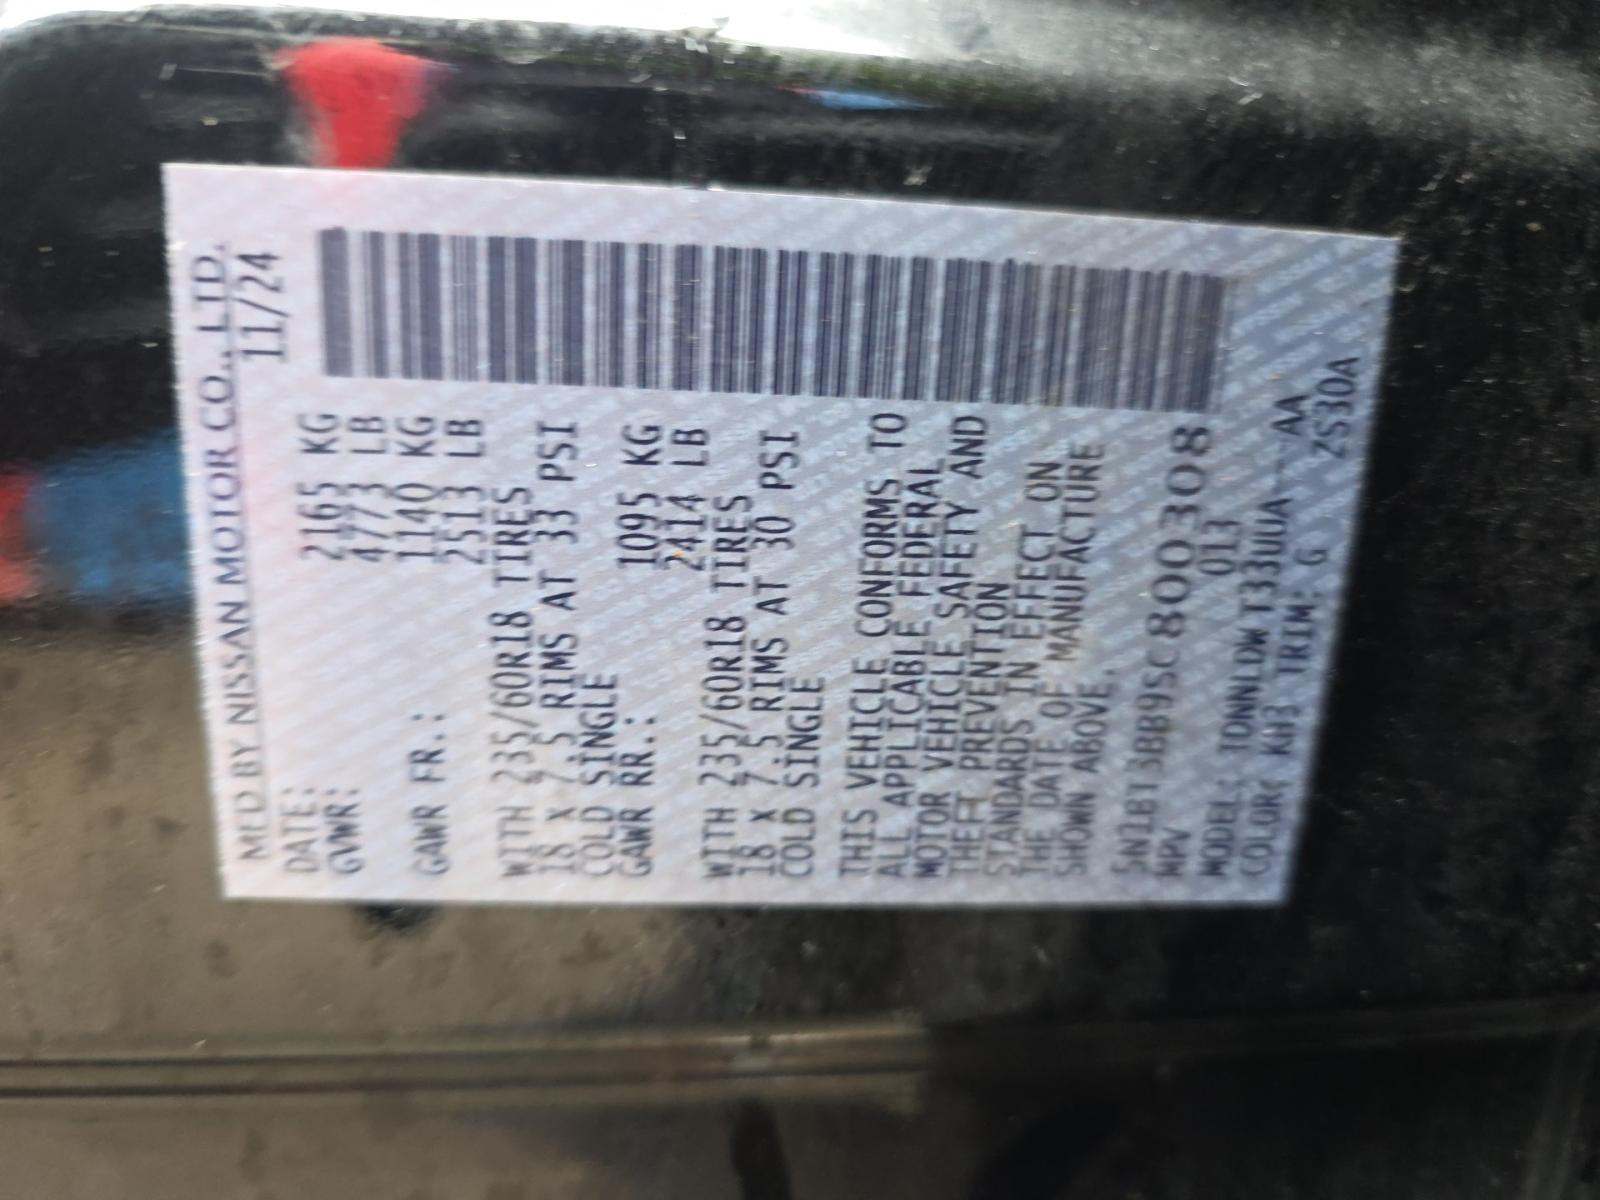 MFD BY NISSAN MOTOR CO., LTD.
DATE: 11/24
GVWR: 2165 KG
4773 LB
GAWR FR.: 1140 KG
2513 LB
WITH 235/60R18 TIRES
18 X 7.5 RIMS AT 33 PSI
COLD SINGLE
GAWR RR.: 1095 KG
2414 LB
WITH 235/60R18 TIRES
18 X 7.5 RIMS AT 30 PSI
COLD SINGLE
THIS VEHICLE CONFORMS TO
ALL APPLICABLE FEDERAL
MOTOR VEHICLE SAFETY AND
THEFT PREVENTION
STANDARDS IN EFFECT ON
THE DATE OF MANUFACTURE
SHOWN ABOVE.
5N1BT3BB9SC800308
MPV 013
MODEL: TDNNLDW T33UUA---AA
COLOR: KH3 TRIM: G ZS30A